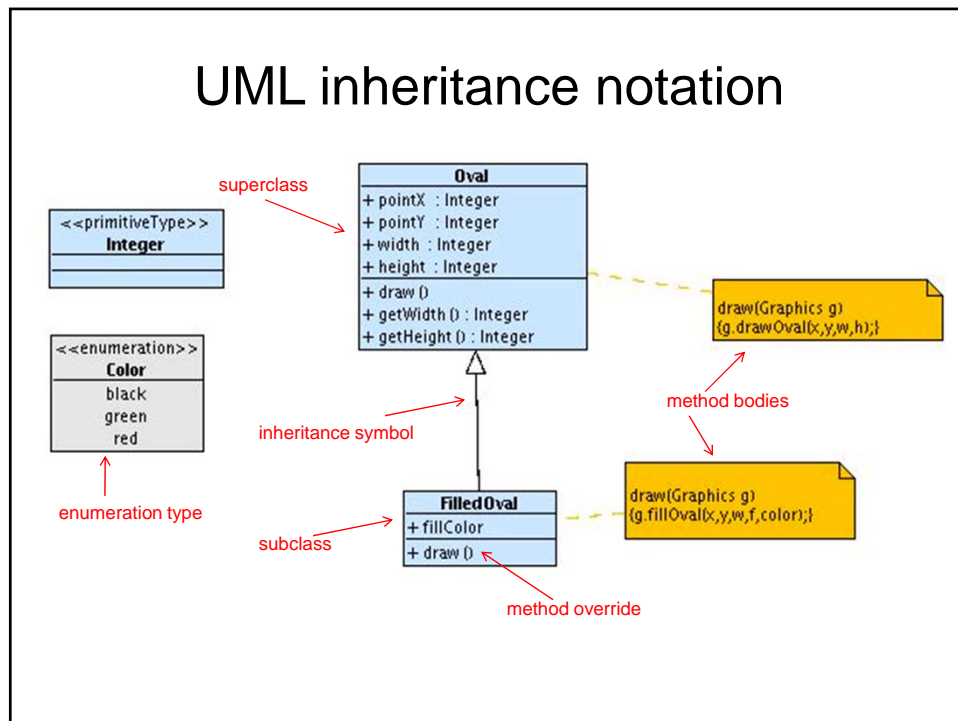 UML inheritance notation
superclass
Oval
+ pointX : Integer
+ pointY : Integer
+ width : Integer
+ height : Integer
+ draw ()
+ getWidth () : Integer
+ getHeight () : Integer
<<primitiveType>>
Integer
<<enumeration>>
Color
black
green
red
enumeration type
draw(Graphics g)
{g.drawOval(x,y,w,h);}
method bodies
inheritance symbol
draw(Graphics g)
{g.fillOval(x,y,w,f,color);}
FilledOval
+ fillColor
+ draw ()
subclass
method override